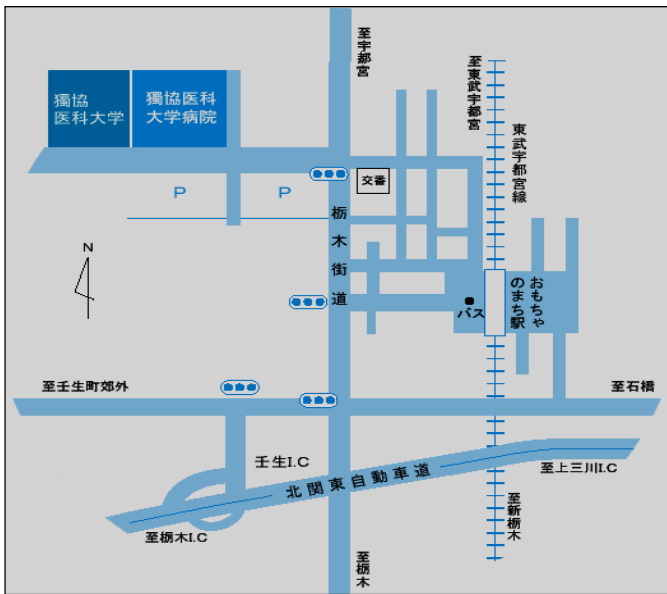 至宇都宮
至東武宇都宮
東武宇都宮線
獨協
医科大学
獨協医科
大学病院
交番
P
P
栃木街道
N
バス
おもちゃ
のまち駅
至壬生町郊外
至石橋
壬生I.C
北関東自動車道
至上三川I.C
至栃木I.C
至新栃木
至栃木